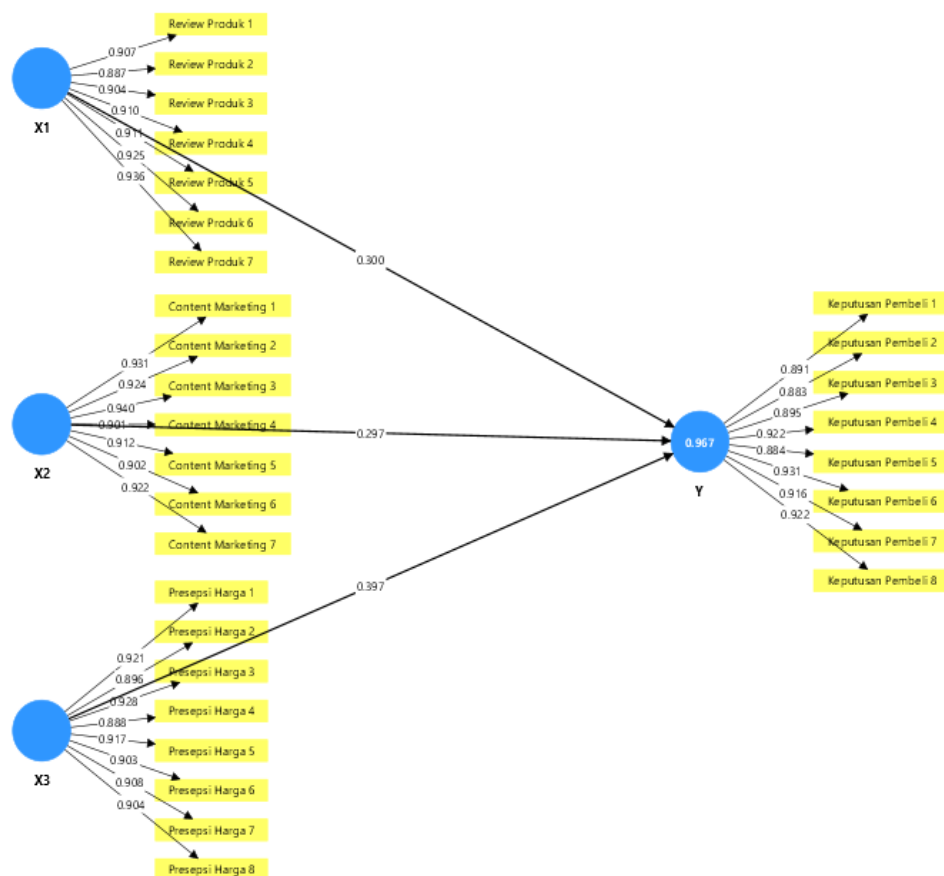 Review Produk 1
0.907
Review Produk 2
0.887
Review Produk 3
0.904
0.910
Review Produk 4
0.911
0.925
Review Produk 5
0.936
X1
Review Produk 6
Review Produk 7
0.300
Content Marketing 1
Content Marketing 2
0.931
0.924
Content Marketing 3
0.940
0.901
Content Marketing 4
0.912
0.902
Content Marketing 5
0.922
X2
Content Marketing 6
Content Marketing 7
0.297
Keputusan Pembeli 1
Keputusan Pembeli 2
0.891
Keputusan Pembeli 3
0.883
0.895
Keputusan Pembeli 4
0.922
0.967
0.884
Keputusan Pembeli 5
0.931
Y
0.916
Keputusan Pembeli 6
0.922
Keputusan Pembeli 7
Keputusan Pembeli 8
0.397
Presepsi Harga 1
Presepsi Harga 2
0.921
Presepsi Harga 3
0.896
0.928
Presepsi Harga 4
0.888
0.917
Presepsi Harga 5
0.903
X3
0.908
Presepsi Harga 6
0.904
Presepsi Harga 7
Presepsi Harga 8